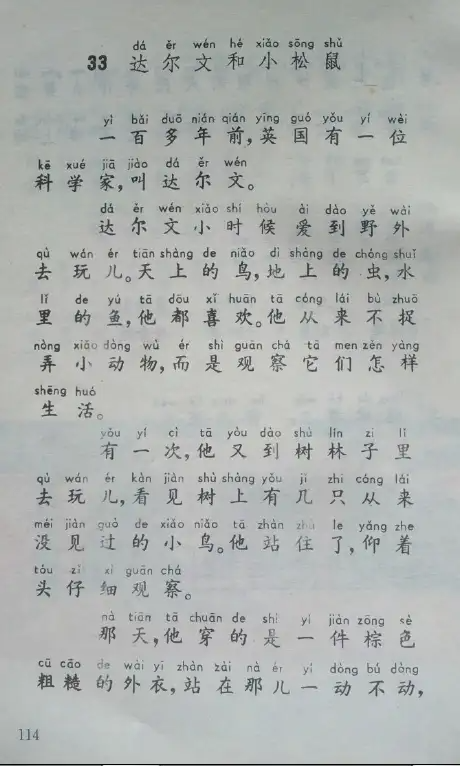 dá ěr wén hé xiǎo sōng shǔ
33 达尔文和小松鼠
yì bǎi duō nián qián yīng guó yǒu yí wèi
一百多年前,英国有一位
kē xué jiā jiào dá ěr wén
科学家,叫达尔文。
dá ěr wén xiǎo shí hòu ài dào yě wài
达尔文小时候爱到野外
qù wán ér tiān shàng de niǎo dì shàng de chóng shuǐ
去玩儿。天上的鸟,地上的虫,水
lǐ de yú tā dōu xǐ huān tā cóng lái bù zhuō
里的鱼,他都喜欢。他从来不捉
nòng xiǎo dòng wù ér shì guān chá tā men zěn yàng
弄小动物,而是观察它们怎样
shēng huó
生活。
yǒu yí cì tā yòu dào shù lín zi lǐ
有一次,他又到树林子里
qù wán ér kàn jiàn shù shàng yǒu jǐ zhī cóng lái
去玩儿,看见树上有几只从来
méi jiàn guò de xiǎo niǎo tā zhàn zhù le yǎng zhe
没见过的小鸟。他站住了,仰着
tóu zǐ xì guān chá
头仔细观察。
nà tiān tā chuān de shì yí jiàn zōng sè
那天,他穿的是一件棕色
cū cāo de wài yī zhàn zài nà ér yí dòng bú dòng
粗糙的外衣,站在那儿一动不动,
114